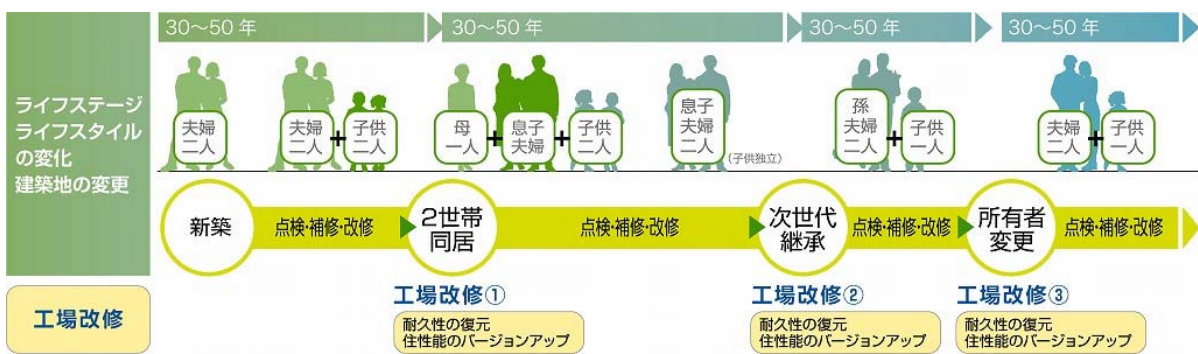 30～50年
30～50年
30～50年
30～50年
ライフステージ
ライフスタイル
の変化
建築地の変更
夫婦
二人
夫婦
二人
+
子供
二人
母
一人
+
息子
夫婦
+
子供
二人
息子
夫婦
二人
(子供独立)
孫
夫婦
二人
+
子供
一人
夫婦
二人
+
子供
一人
新築
点検・補修・改修
2世帯
同居
点検・補修・改修
次世代
継承
点検・補修・改修
所有者
変更
点検・補修・改修
工場改修
工場改修①
耐久性の復元
住性能のバージョンアップ
工場改修②
耐久性の復元
住性能のバージョンアップ
工場改修③
耐久性の復元
住性能のバージョンアップ